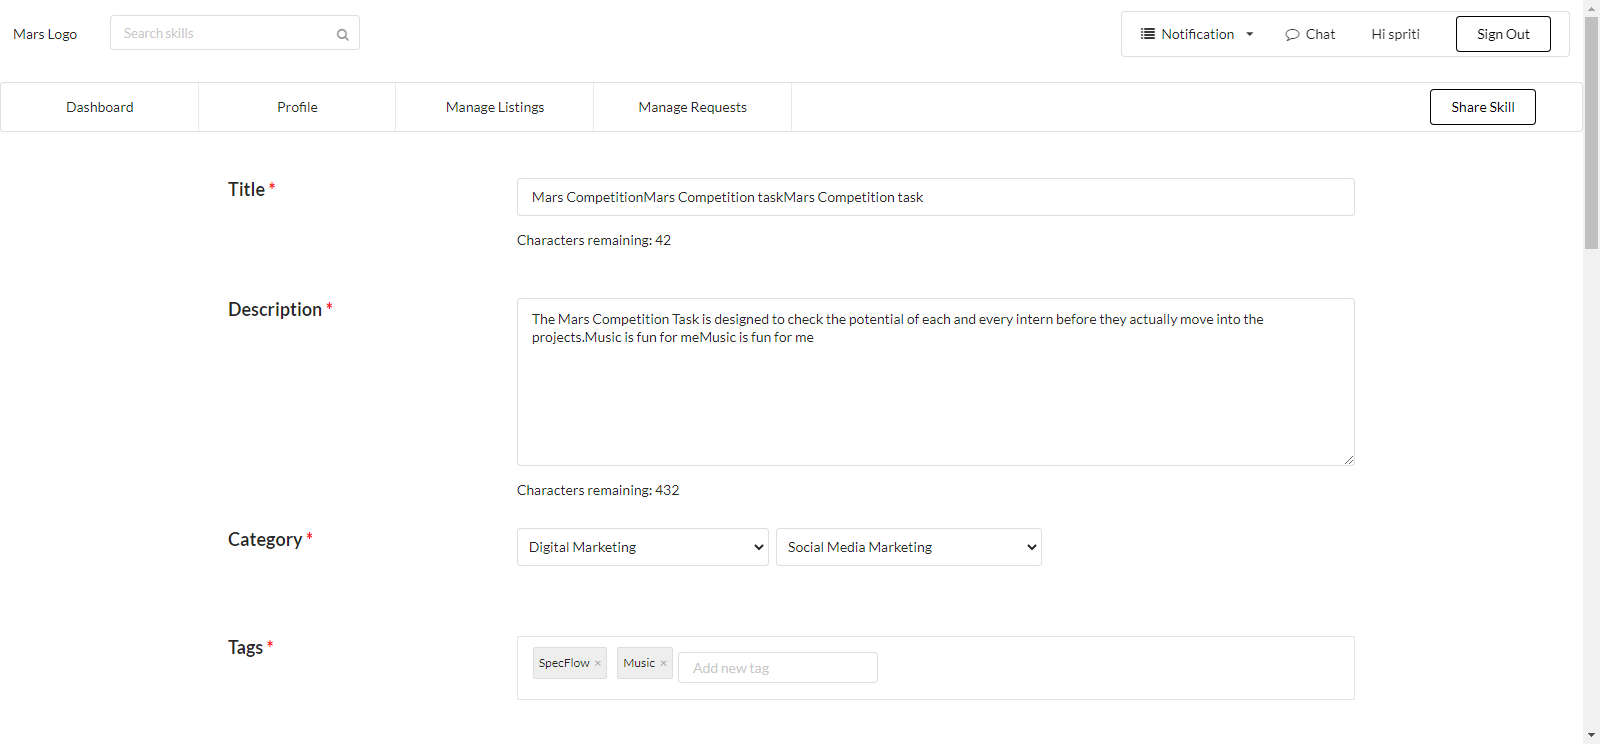 Mars Logo
Search skills
Notification
Chat
Hi spriti
Sign Out
Dashboard
Profile
Manage Listings
Manage Requests
Share Skill
Title *
Mars CompetitionMars Competition taskMars Competition task
Characters remaining: 42
Description *
The Mars Competition Task is designed to check the potential of each and every intern before they actually move into the
projects.Music is fun for meMusic is fun for me
Characters remaining: 432
Category *
Digital Marketing
Social Media Marketing
Tags *
SpecFlow ×
Music ×
Add new tag